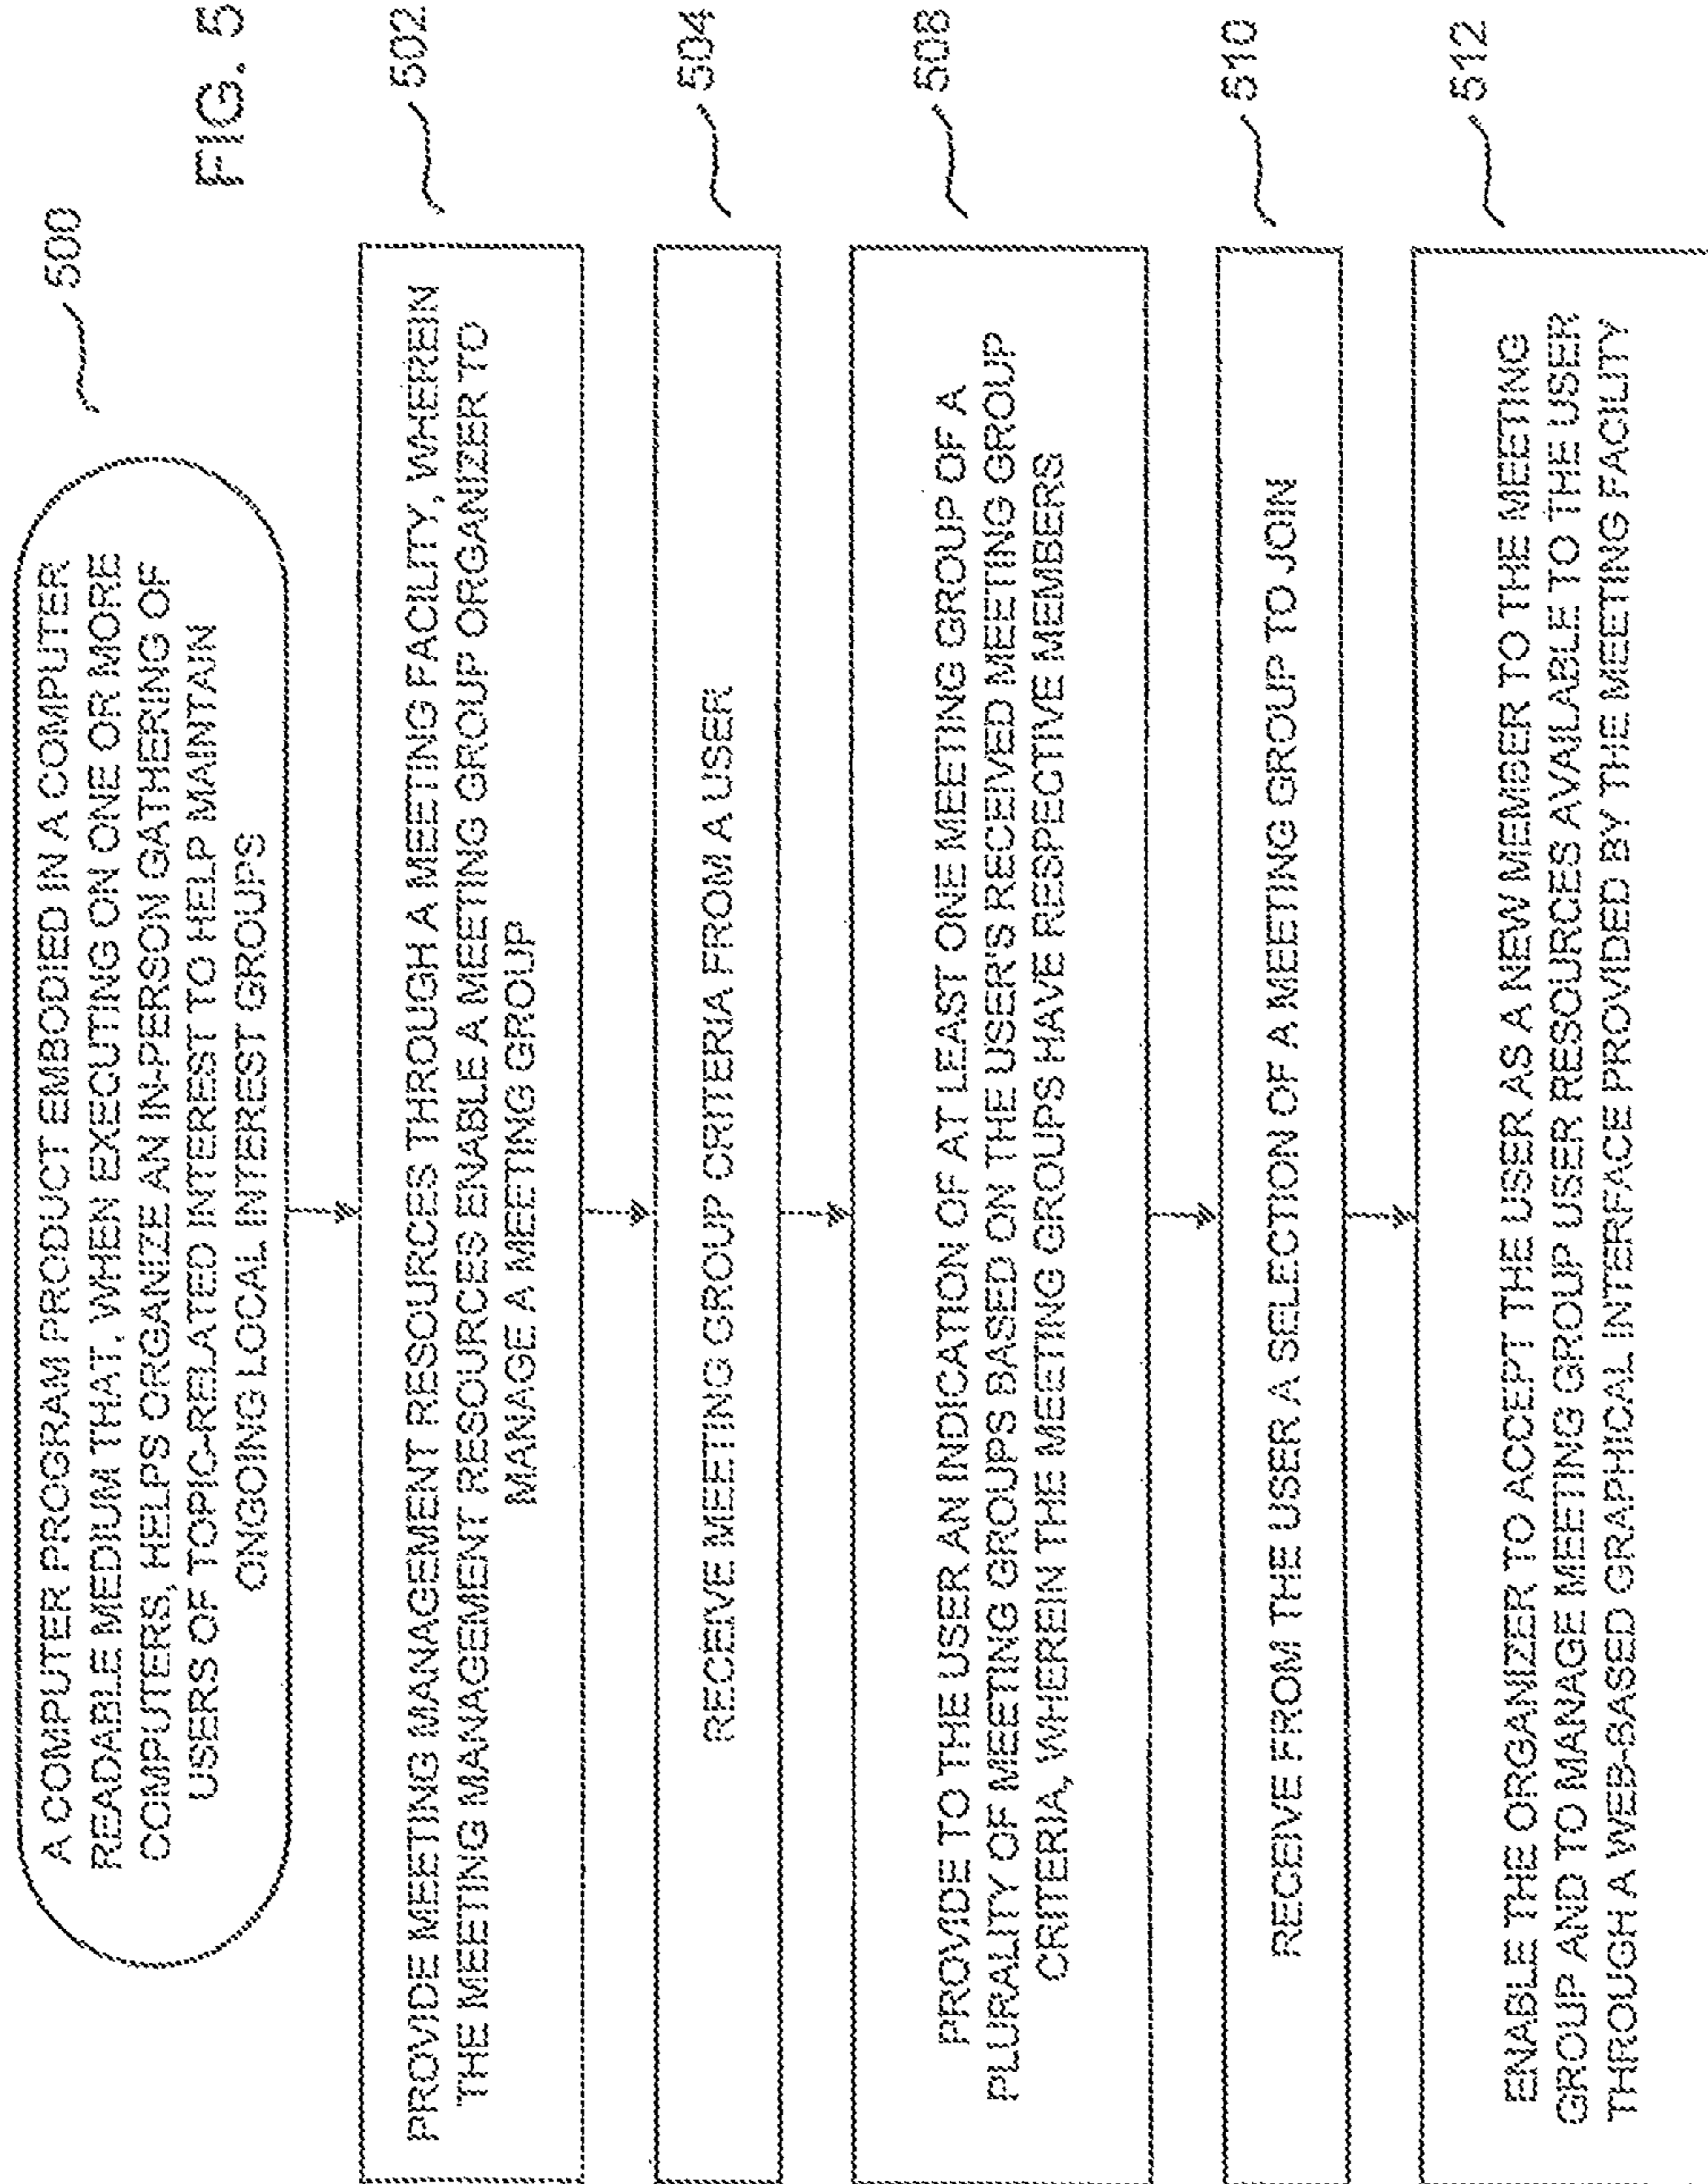 FIG. 5
500
A COMPUTER PROGRAM PRODUCT EMBODIED IN A COMPUTER
READABLE MEDIUM THAT, WHEN EXECUTING ON ONE OR MORE
COMPUTERS, HELPS ORGANIZE AN IN-PERSON GATHERING OF
USERS OF TOPIC-RELATED INTEREST TO HELP MAINTAIN
ONGOING LOCAL INTEREST GROUPS
502
PROVIDE MEETING MANAGEMENT RESOURCES THROUGH A MEETING FACILITY, WHEREIN
THE MEETING MANAGEMENT RESOURCES ENABLE A MEETING GROUP ORGANIZER TO
MANAGE A MEETING GROUP
504
RECEIVE MEETING GROUP CRITERIA FROM A USER
508
PROVIDE TO THE USER AN INDICATION OF AT LEAST ONE MEETING GROUP OF A
PLURALITY OF MEETING GROUPS BASED ON THE USER'S RECEIVED MEETING GROUP
CRITERIA, WHEREIN THE MEETING GROUPS HAVE RESPECTIVE MEMBERS
510
RECEIVE FROM THE USER A SELECTION OF A MEETING GROUP TO JOIN
512
ENABLE THE ORGANIZER TO ACCEPT THE USER AS A NEW MEMBER TO THE MEETING
GROUP AND TO MANAGE MEETING GROUP USER RESOURCES AVAILABLE TO THE USER
THROUGH A WEB-BASED GRAPHICAL INTERFACE PROVIDED BY THE MEETING FACILITY